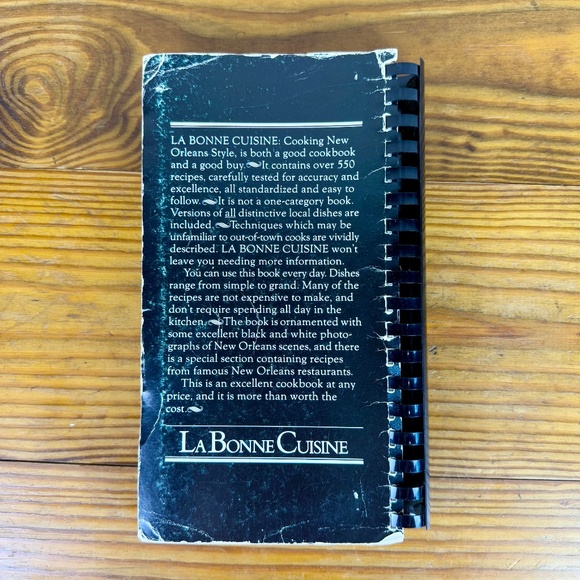 LA BONNE CUISINE: Cooking New
Orleans Style, is both a good cookbook
and a good buy. It contains over 550
recipes, carefully tested for accuracy and
excellence, all standardized and easy to
follow. It is not a one-category book.
Versions of all distinctive local dishes are
included. Techniques which may be
unfamiliar to out-of-town cooks are vividly
described. LA BONNE CUISINE won't
leave you needing more information.
You can use this book every day. Dishes
range from simple to grand. Many of the
recipes are not expensive to make, and
don't require spending all day in the
kitchen. The book is ornamented with
some excellent black and white photo-
graphs of New Orleans scenes, and there
is a special section containing recipes
from famous New Orleans restaurants.
This is an excellent cookbook at any
price, and it is more than worth the
cost.
LA BONNE CUISINE